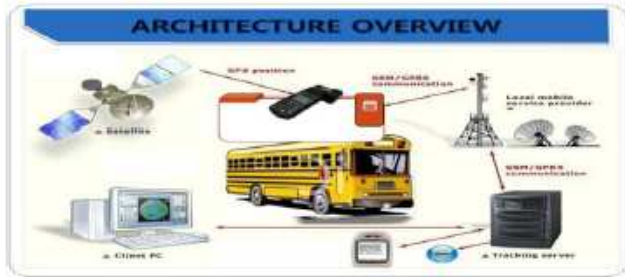 ARCHITECTURE OVERVIEW
GPS position
GSM/GPRS
communication
Local mobile
service provider
Satellite
GSM/GPRS
communication
Client PC
Tracking server